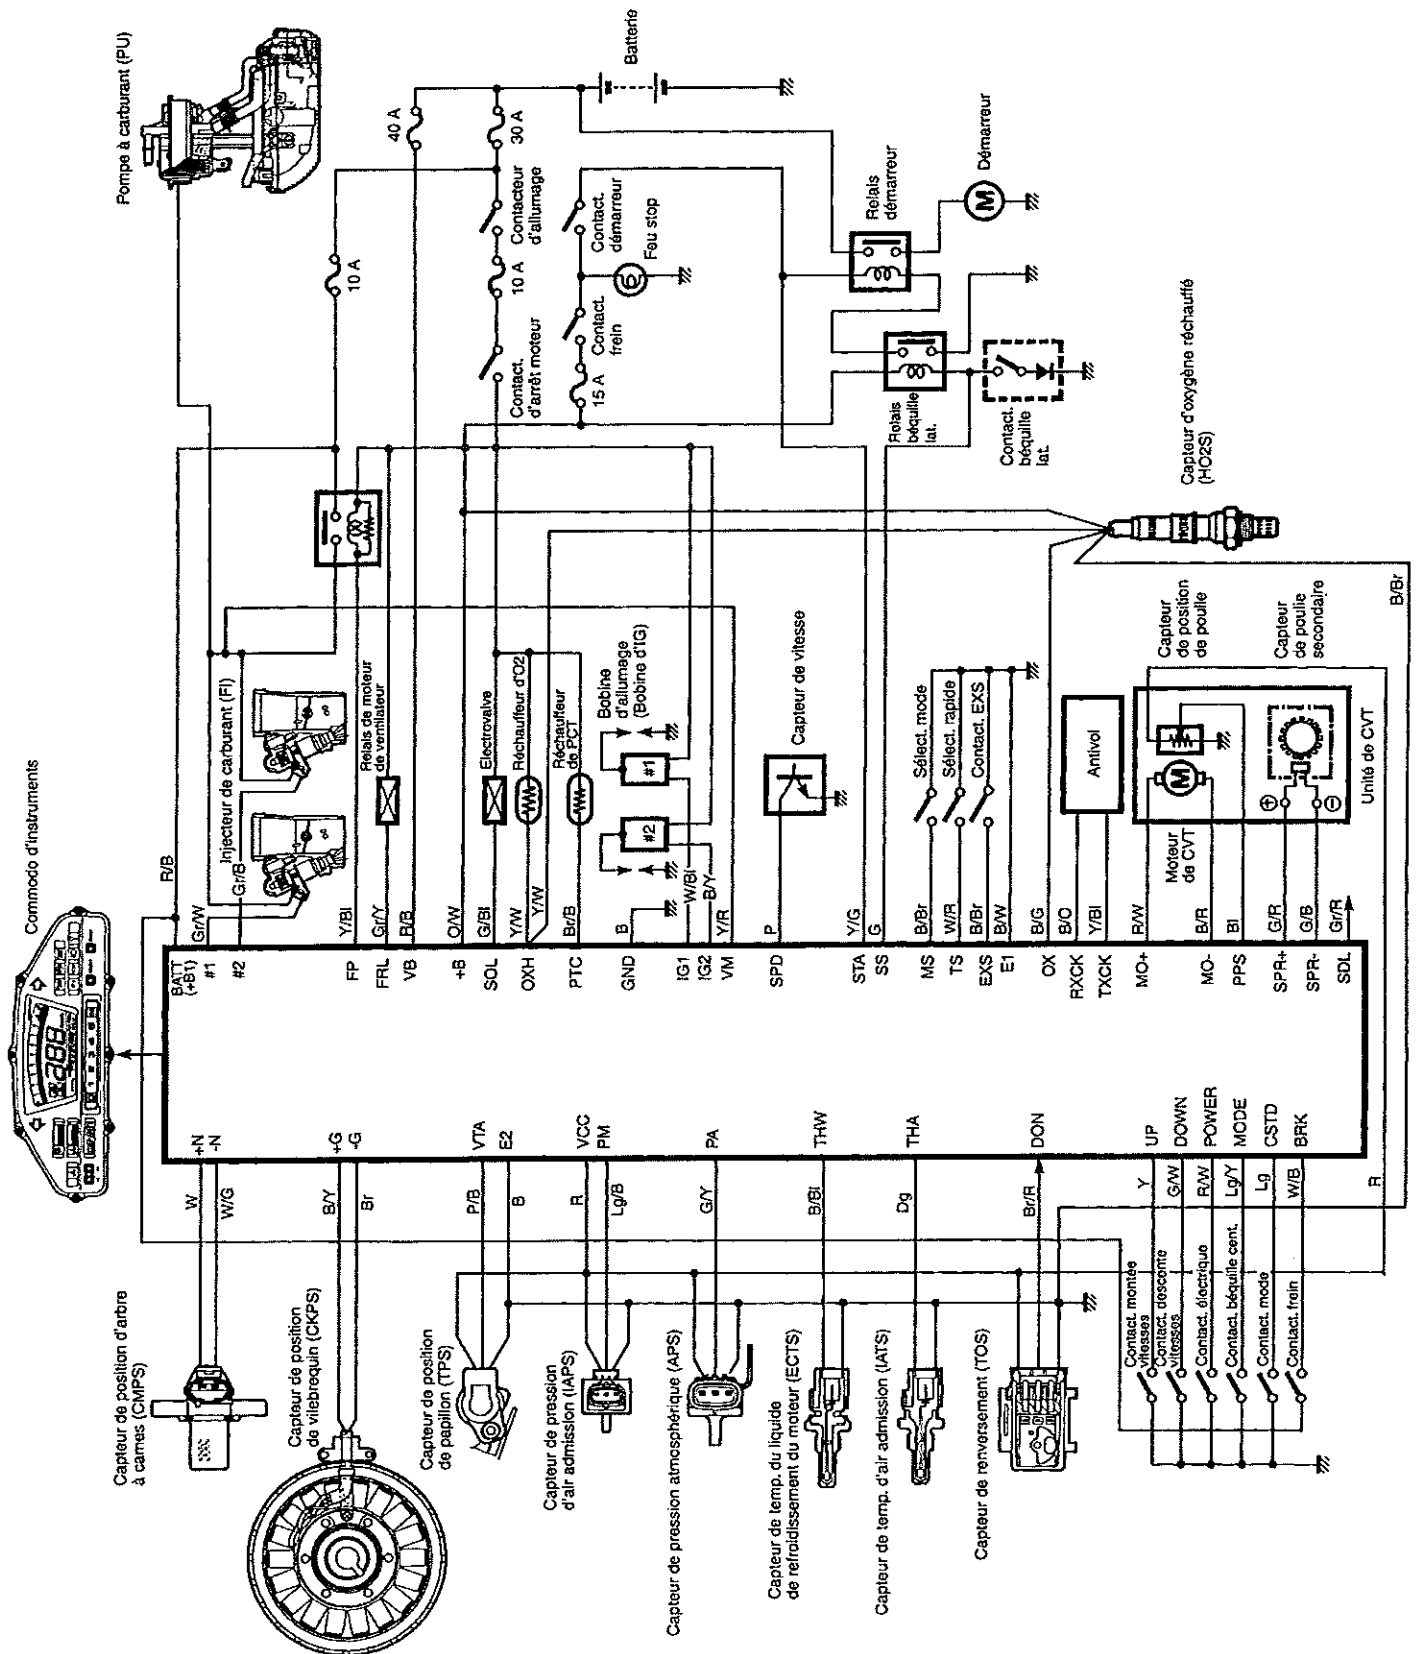 Commodo d'instruments
Pompe à carburant (PU)
Batterie
40 A
30 A
10 A
Contacteur
d'allumage
10 A
Contact.
d'arrêt moteur
Contact.
démarreur
Feu stop
Contact.
frein
15 A
Relais
démarreur
Démarreur
M
Relais
béquille
lat.
Contact.
béquille
lat.
Capteur d'oxygène réchauffé
(HO2S)
Injecteur de carburant (FI)
Relais de moteur
de ventilateur
Electrovalve
Réchauffeur d'O2
Réchauffeur
de PCT
Bobine
d'allumage
(Bobine d'IG)
#1
#2
Capteur de vitesse
Sélect. mode
Sélect. rapide
Contact. EXS
Antivol
Capteur
de position
de poulie
Capteur
de poulie
secondaire
M
Moteur
de CVT
Unité de CVT
R/B
Gr/W
Gr/B
Y/Bl
Gr/Y
R/B
O/W
G/Bl
Y/W
Y/W
Br/B
B
W/Bl
B/Y
Y/R
P
Y/G
G
B/Br
W/R
B/Br
B/W
B/G
B/O
Y/Bl
R/W
B/R
Bl
G/R
G/B
Gr/R
B/Br
BATT
(+B1)
#1
#2
FP
FRL
VB
+B
SOL
OXH
PTC
GND
IG1
IG2
VM
SPD
STA
SS
MS
TS
EXS
E1
OX
RXCK
TXCK
MO+
MO-
PPS
SPR+
SPR-
SDL
+N
-N
+G
-G
VTA
E2
VCC
PM
PA
THW
THA
DON
UP
DOWN
POWER
MODE
CSTD
BRK
W
W/G
B/Y
Br
P/B
B
R
Lg/B
G/Y
B/Bl
Dg
Br/R
Y
G/W
R/W
Lg/Y
Lg
W/B
R
Capteur de position d'arbre
à cames (CMPS)
Capteur de position
de vilebrequin (CKPS)
Capteur de position
de papillon (TPS)
Capteur de pression
d'air admission (IAPS)
Capteur de pression atmosphérique (APS)
Capteur de temp. du liquide
de refroidissement du moteur (ECTS)
Capteur de temp. d'air admission (IATS)
Capteur de renversement (TOS)
Contact. montée
vitesses
Contact. desconte
vitesses
Contact. électrique
Contact. béquille cent.
Contact. mode
Contact. frein